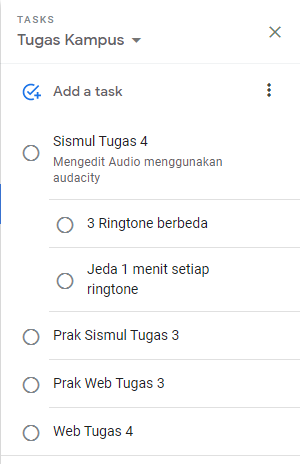 TASKS
Tugas Kampus
Add a task
Sismul Tugas 4
Mengedit Audio menggunakan
audacity
3 Ringtone berbeda
Jeda 1 menit setiap
ringtone
Prak Sismul Tugas 3
Prak Web Tugas 3
Web Tugas 4